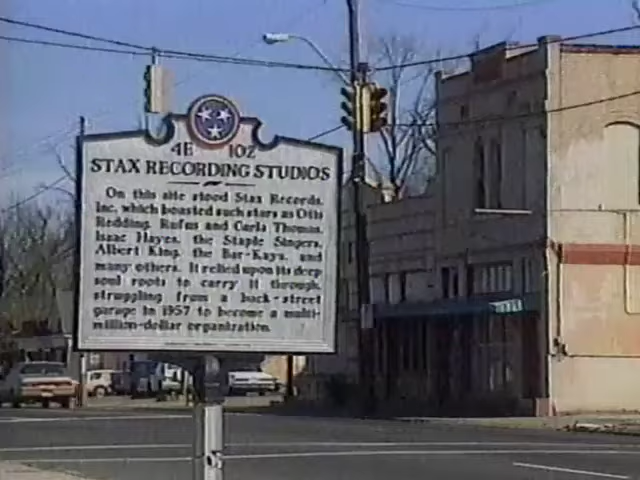 4E 102
STAX RECORDING STUDIOS
On this site stood Stax Records,
Inc. which boasted such stars as Otis
Redding, Rufus and Carla Thomas,
Isaac Hayes, the Staple Singers,
Albert King, the Bar-Kays, and
many others. It relied upon its deep
soul roots to carry it through,
struggling from a back-street
garage in 1957 to become a multi-
million-dollar organization.